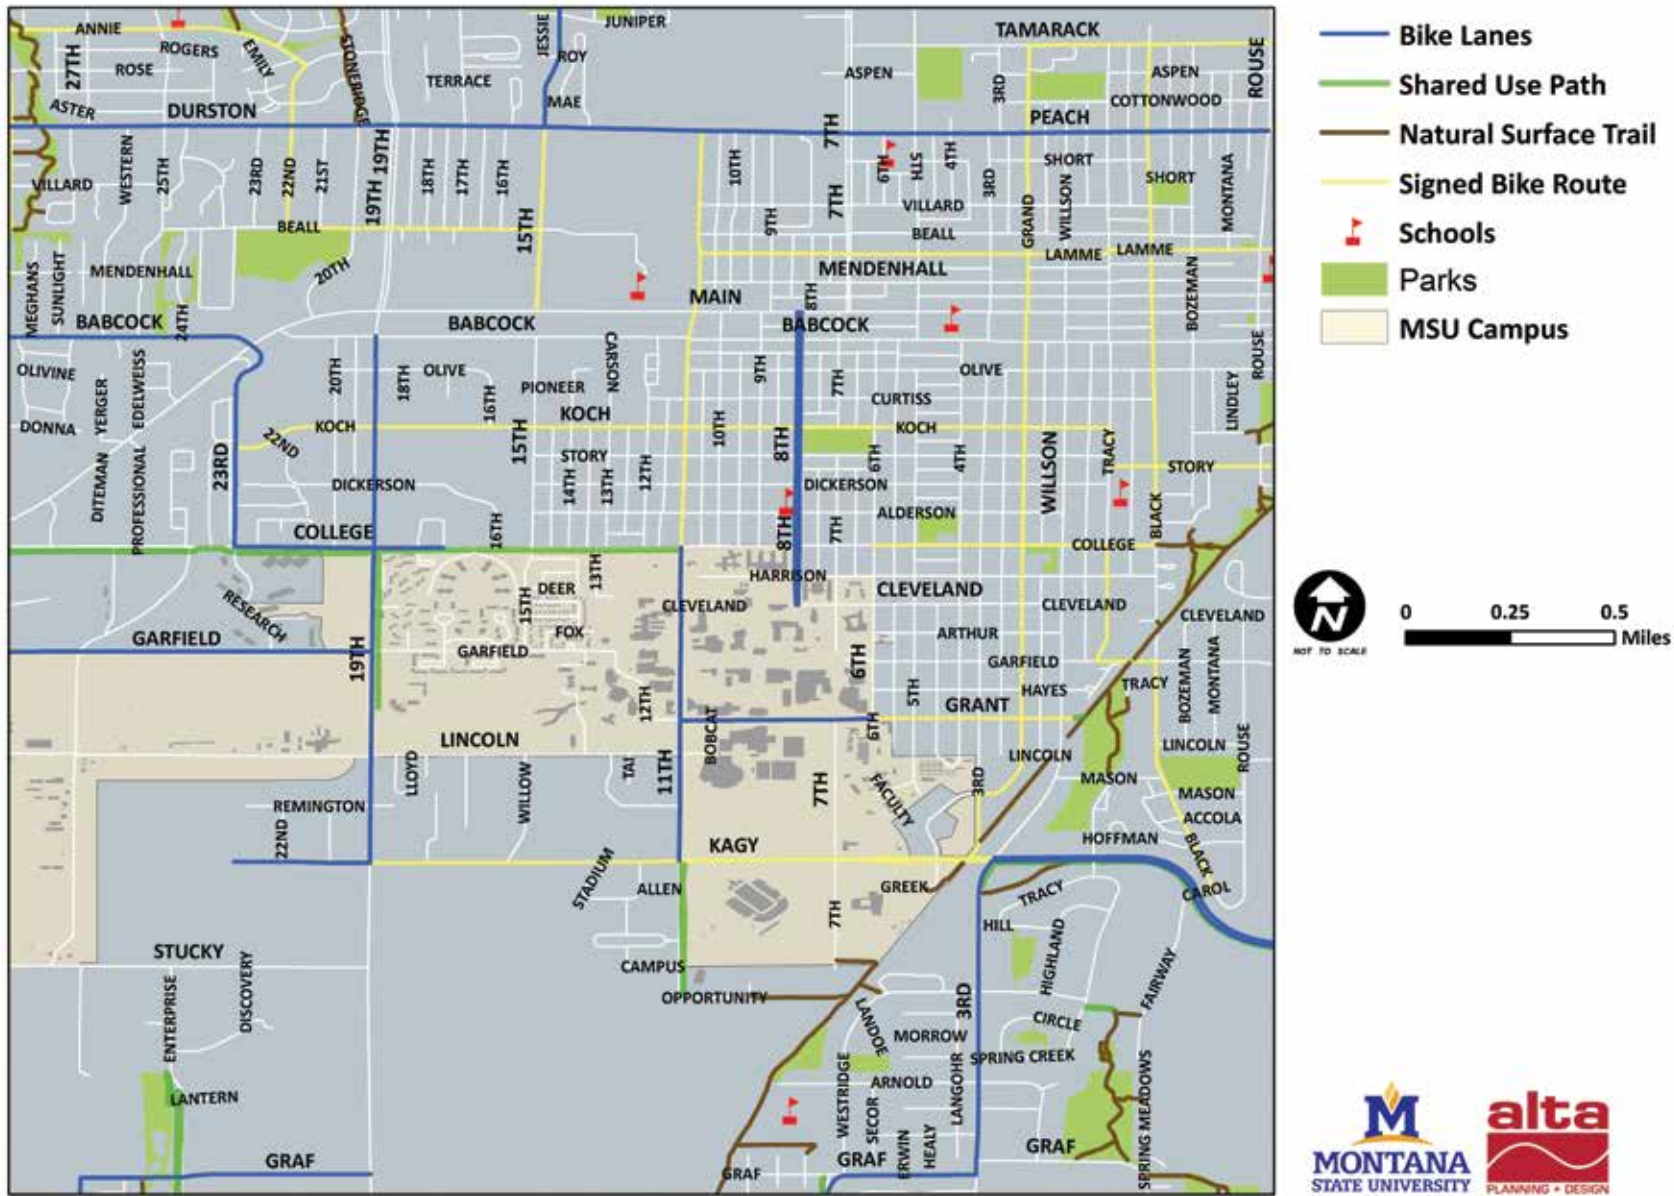 JESSIE
JUNIPER
TAMARACK
ANNIE
27TH
ROGERS
EMILY
STONERIDGE
ROY
ROUSE
ROSE
TERRACE
ASPEN
3RD
ASPEN
ASTER
DURSTON
MAE
COTTONWOOD
7TH
PEACH
19TH
WESTERN
25TH
23RD
22ND
21ST
19TH
18TH
17TH
16TH
10TH
7TH
6TH
5TH
4TH
3RD
SHORT
SHORT
MONTANA
VILLARD
VILLARD
GRAND
WILLSON
BEALL
15TH
9TH
BEALL
LAMME
LAMME
MEGHANS
SUNLIGHT
MENDENHALL
20TH
MENDENHALL
BOZEMAN
24TH
MAIN
8TH
BABCOCK
BABCOCK
BABCOCK
ROUSE
OLIVINE
YERGER
EDELWEISS
20TH
18TH
OLIVE
16TH
PIONEER
CARSON
9TH
7TH
OLIVE
LINDLEY
CURTISS
DONNA
22ND
KOCH
15TH
KOCH
10TH
8TH
KOCH
23RD
STORY
6TH
4TH
WILLSON
TRACY
STORY
DITEMAN
PROFESSIONAL
DICKERSON
14TH
13TH
12TH
DICKERSON
BLACK
COLLEGE
16TH
8TH
7TH
ALDERSON
COLLEGE
RESEARCH
DEER
13TH
HARRISON
CLEVELAND
15TH
CLEVELAND
CLEVELAND
CLEVELAND
GARFIELD
19TH
FOX
GARFIELD
6TH
ARTHUR
GARFIELD
12TH
5TH
HAYES
TRACY
BOZEMAN
MONTANA
GRANT
BOBCAT
6TH
LINCOLN
LINCOLN
LINCOLN
ROUSE
LLOYD
WILLOW
TAI
11TH
7TH
FACULTY
3RD
MASON
MASON
REMINGTON
22ND
ACCOLA
KAGY
HOFFMAN
BLACK
STADIUM
ALLEN
GREEK
TRACY
CAROL
7TH
HILL
HIGHLAND
STUCKY
CAMPUS
FAIRWAY
ENTERPRISE
DISCOVERY
OPPORTUNITY
LANDOE
3RD
CIRCLE
MORROW
SPRING CREEK
LANTERN
WESTRIDGE
ARNOLD
LANGOHR
SPRING MEADOWS
SECOR
ERWIN
HEALY
GRAF
GRAF
GRAF
GRAF
Bike Lanes
Shared Use Path
Natural Surface Trail
Signed Bike Route
Schools
Parks
MSU Campus
N
NOT TO SCALE
0 0.25 0.5
Miles
M
MONTANA
STATE UNIVERSITY
alta
PLANNING + DESIGN